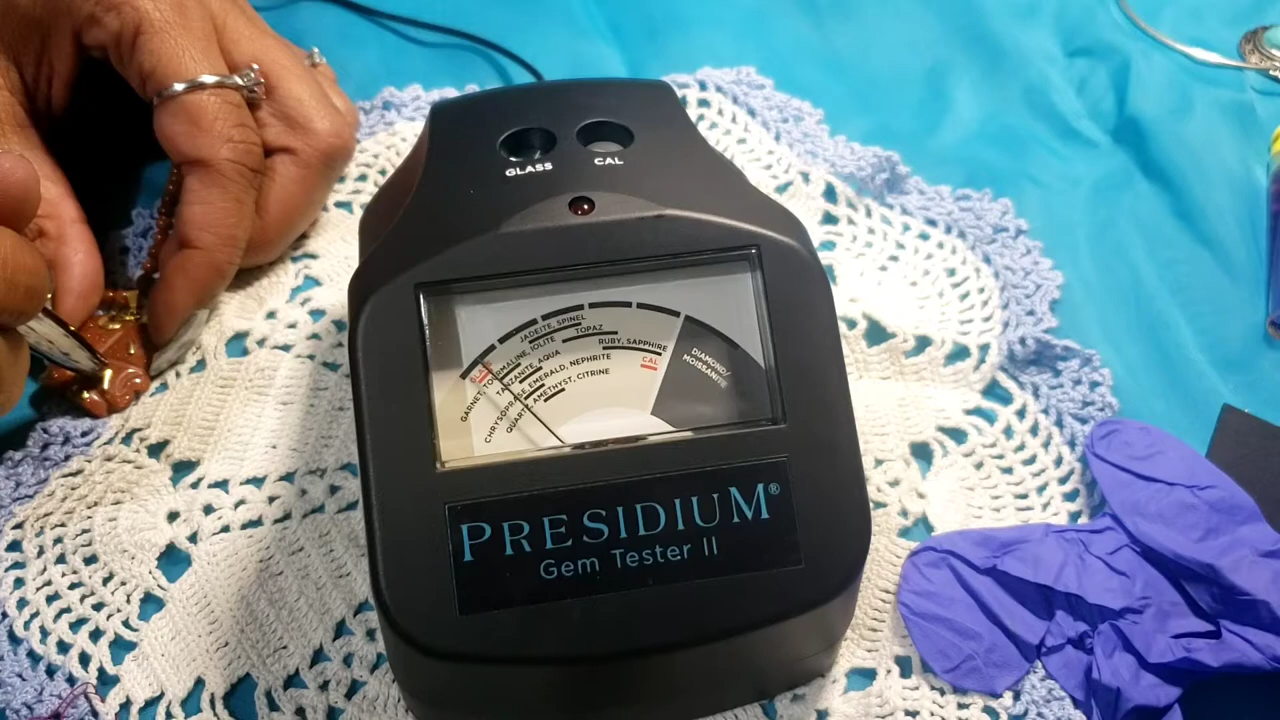 GLASS
CAL
JADEITE, SPINEL
TOPAZ
RUBY, SAPPHIRE
GLASS
GARNET, TOURMALINE, IOLITE
CAL
TANZANITE, AQUA
CHRYSOPRASE, EMERALD, NEPHRITE
QUARTZ, AMETHYST, CITRINE
DIAMOND/
MOISSANITE
PRESIDIUM®
Gem Tester II